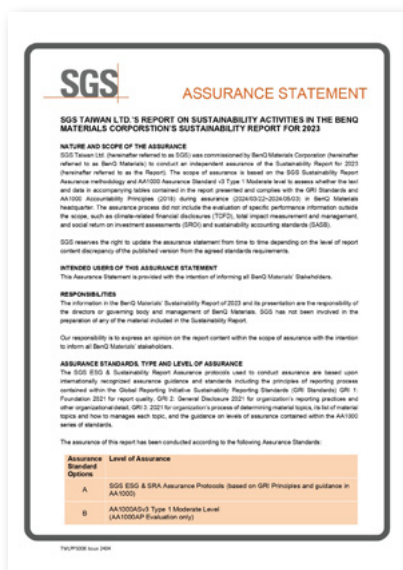 SGS
ASSURANCE STATEMENT
SGS TAIWAN LTD.'S REPORT ON SUSTAINABILITY ACTIVITIES IN THE BENQ
MATERIALS CORPORSTION'S SUSTAINABILITY REPORT FOR 2023
NATURE AND SCOPE OF THE ASSURANCE
SGS Taiwan Ltd. (hereinafter referred to as SGS) was commissioned by BenQ Materials Corporation (hereinafter
referred to as BenQ Materials) to conduct an independent assurance of the Sustainability Report for 2023
(hereinafter referred to as the Report). The scope of assurance is based on the SGS Sustainability Report
Assurance methodology and AA1000 Assurance Standard v3 Type 1 Moderate level to assess whether the text
and data in accompanying tables contained in the report presented and complies with the GRI Standards and
AA1000 Accountability Principles (2018) during assurance (2024/03/22~2024/05/03) in BenQ Materials
headquarter. The assurance process did not include the evaluation of specific performance information outside
the scope, such as climate-related financial disclosures (TCFD), total impact measurement and management,
and social return on investment assessments (SROI) and sustainability accounting standards (SASB).
SGS reserves the right to update the assurance statement from time to time depending on the level of report
content discrepancy of the published version from the agreed standards requirements.
INTENDED USERS OF THIS ASSURANCE STATEMENT
This Assurance Statement is provided with the intention of informing all BenQ Materials' Stakeholders.
RESPONSIBILITIES
The information in the BenQ Materials' Sustainability Report of 2023 and its presentation are the responsibility of
the directors or governing body and management of BenQ Materials. SGS has not been involved in the
preparation of any of the material included in the Sustainability Report.
Our responsibility is to express an opinion on the report content within the scope of assurance with the intention
to inform all BenQ Materials' stakeholders.
ASSURANCE STANDARDS, TYPE AND LEVEL OF ASSURANCE
The SGS ESG & Sustainability Report Assurance protocols used to conduct assurance are based upon
internationally recognized assurance guidance and standards including the principles of reporting process
contained within the Global Reporting Initiative Sustainability Reporting Standards (GRI Standards) GRI 1:
Foundation 2021 for report quality, GRI 2: General Disclosure 2021 for organization's reporting practices and
other organizational detail, GRI 3: 2021 for organization's process of determining material topics, its list of material
topics and how to manages each topic, and the guidance on levels of assurance contained within the AA1000
series of standards.
The assurance of this report has been conducted according to the following Assurance Standards:
Assurance Standard Options Level of Assurance
A SGS ESG & SRA Assurance Protocols (based on GRI Principles and guidance in
AA1000)
B AA1000ASv3 Type 1 Moderate Level
(AA1000AP Evaluation only)
TWLPP5008 Issue 2404